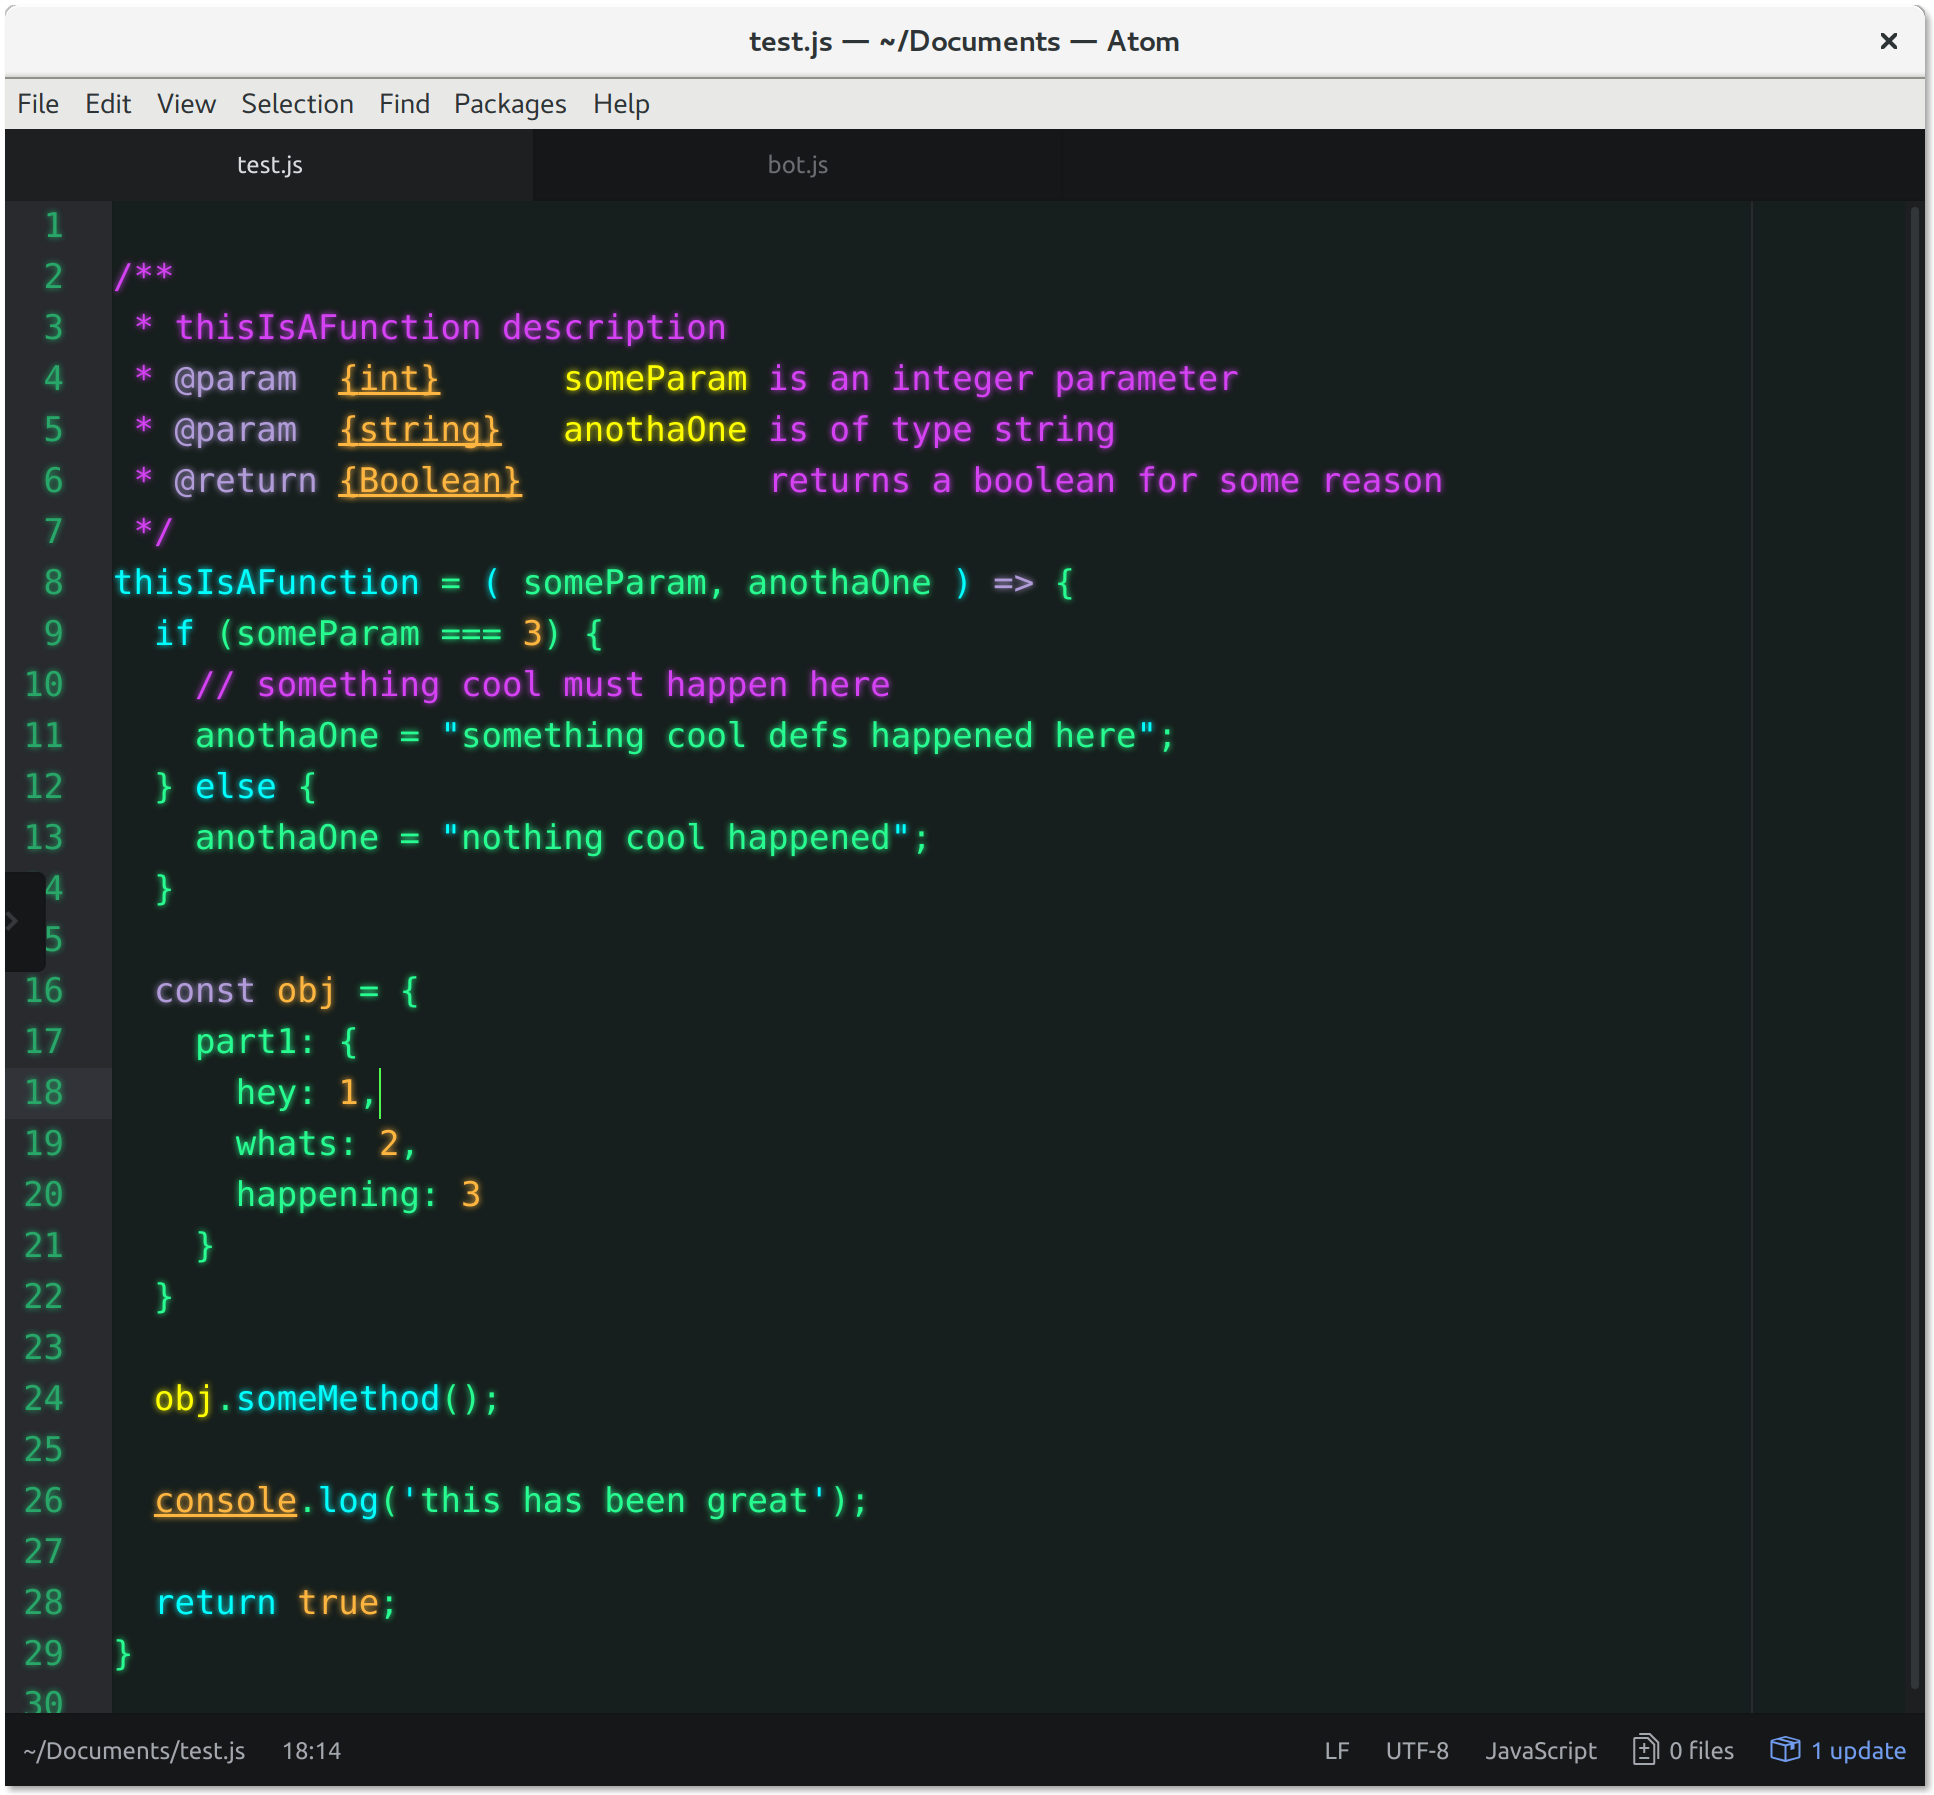 test.js — ~/Documents — Atom
File Edit View Selection Find Packages Help
test.js bot.js
1
2 /**
3  * thisIsAFunction description
4  * @param  {int}      someParam is an integer parameter
5  * @param  {string}   anothaOne is of type string
6  * @return {Boolean}            returns a boolean for some reason
7  */
8 thisIsAFunction = ( someParam, anothaOne ) => {
9   if (someParam === 3) {
10     // something cool must happen here
11     anothaOne = "something cool defs happened here";
12   } else {
13     anothaOne = "nothing cool happened";
4   }
5
16   const obj = {
17     part1: {
18       hey: 1,
19       whats: 2,
20       happening: 3
21     }
22   }
23
24   obj.someMethod();
25
26   console.log('this has been great');
27
28   return true;
29 }
30
~/Documents/test.js 18:14 LF UTF-8 JavaScript 0 files 1 update